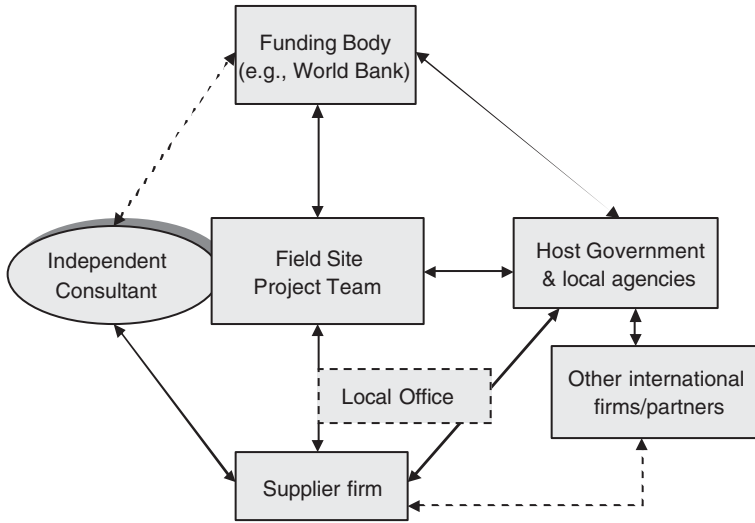 Funding Body
(e.g., World Bank)
Independent
Consultant
Field Site
Project Team
Host Government
& local agencies
Local Office
Other international
firms/partners
Supplier firm